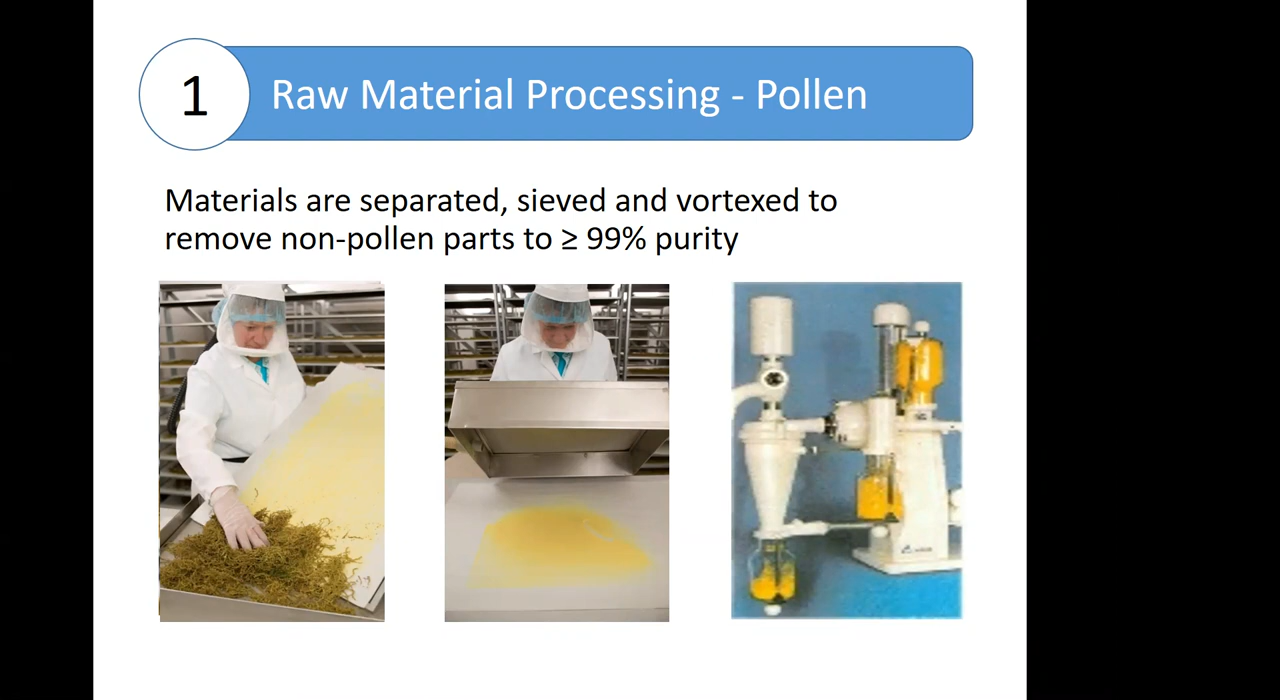 1
Raw Material Processing - Pollen
Materials are separated, sieved and vortexed to
remove non-pollen parts to ≥ 99% purity